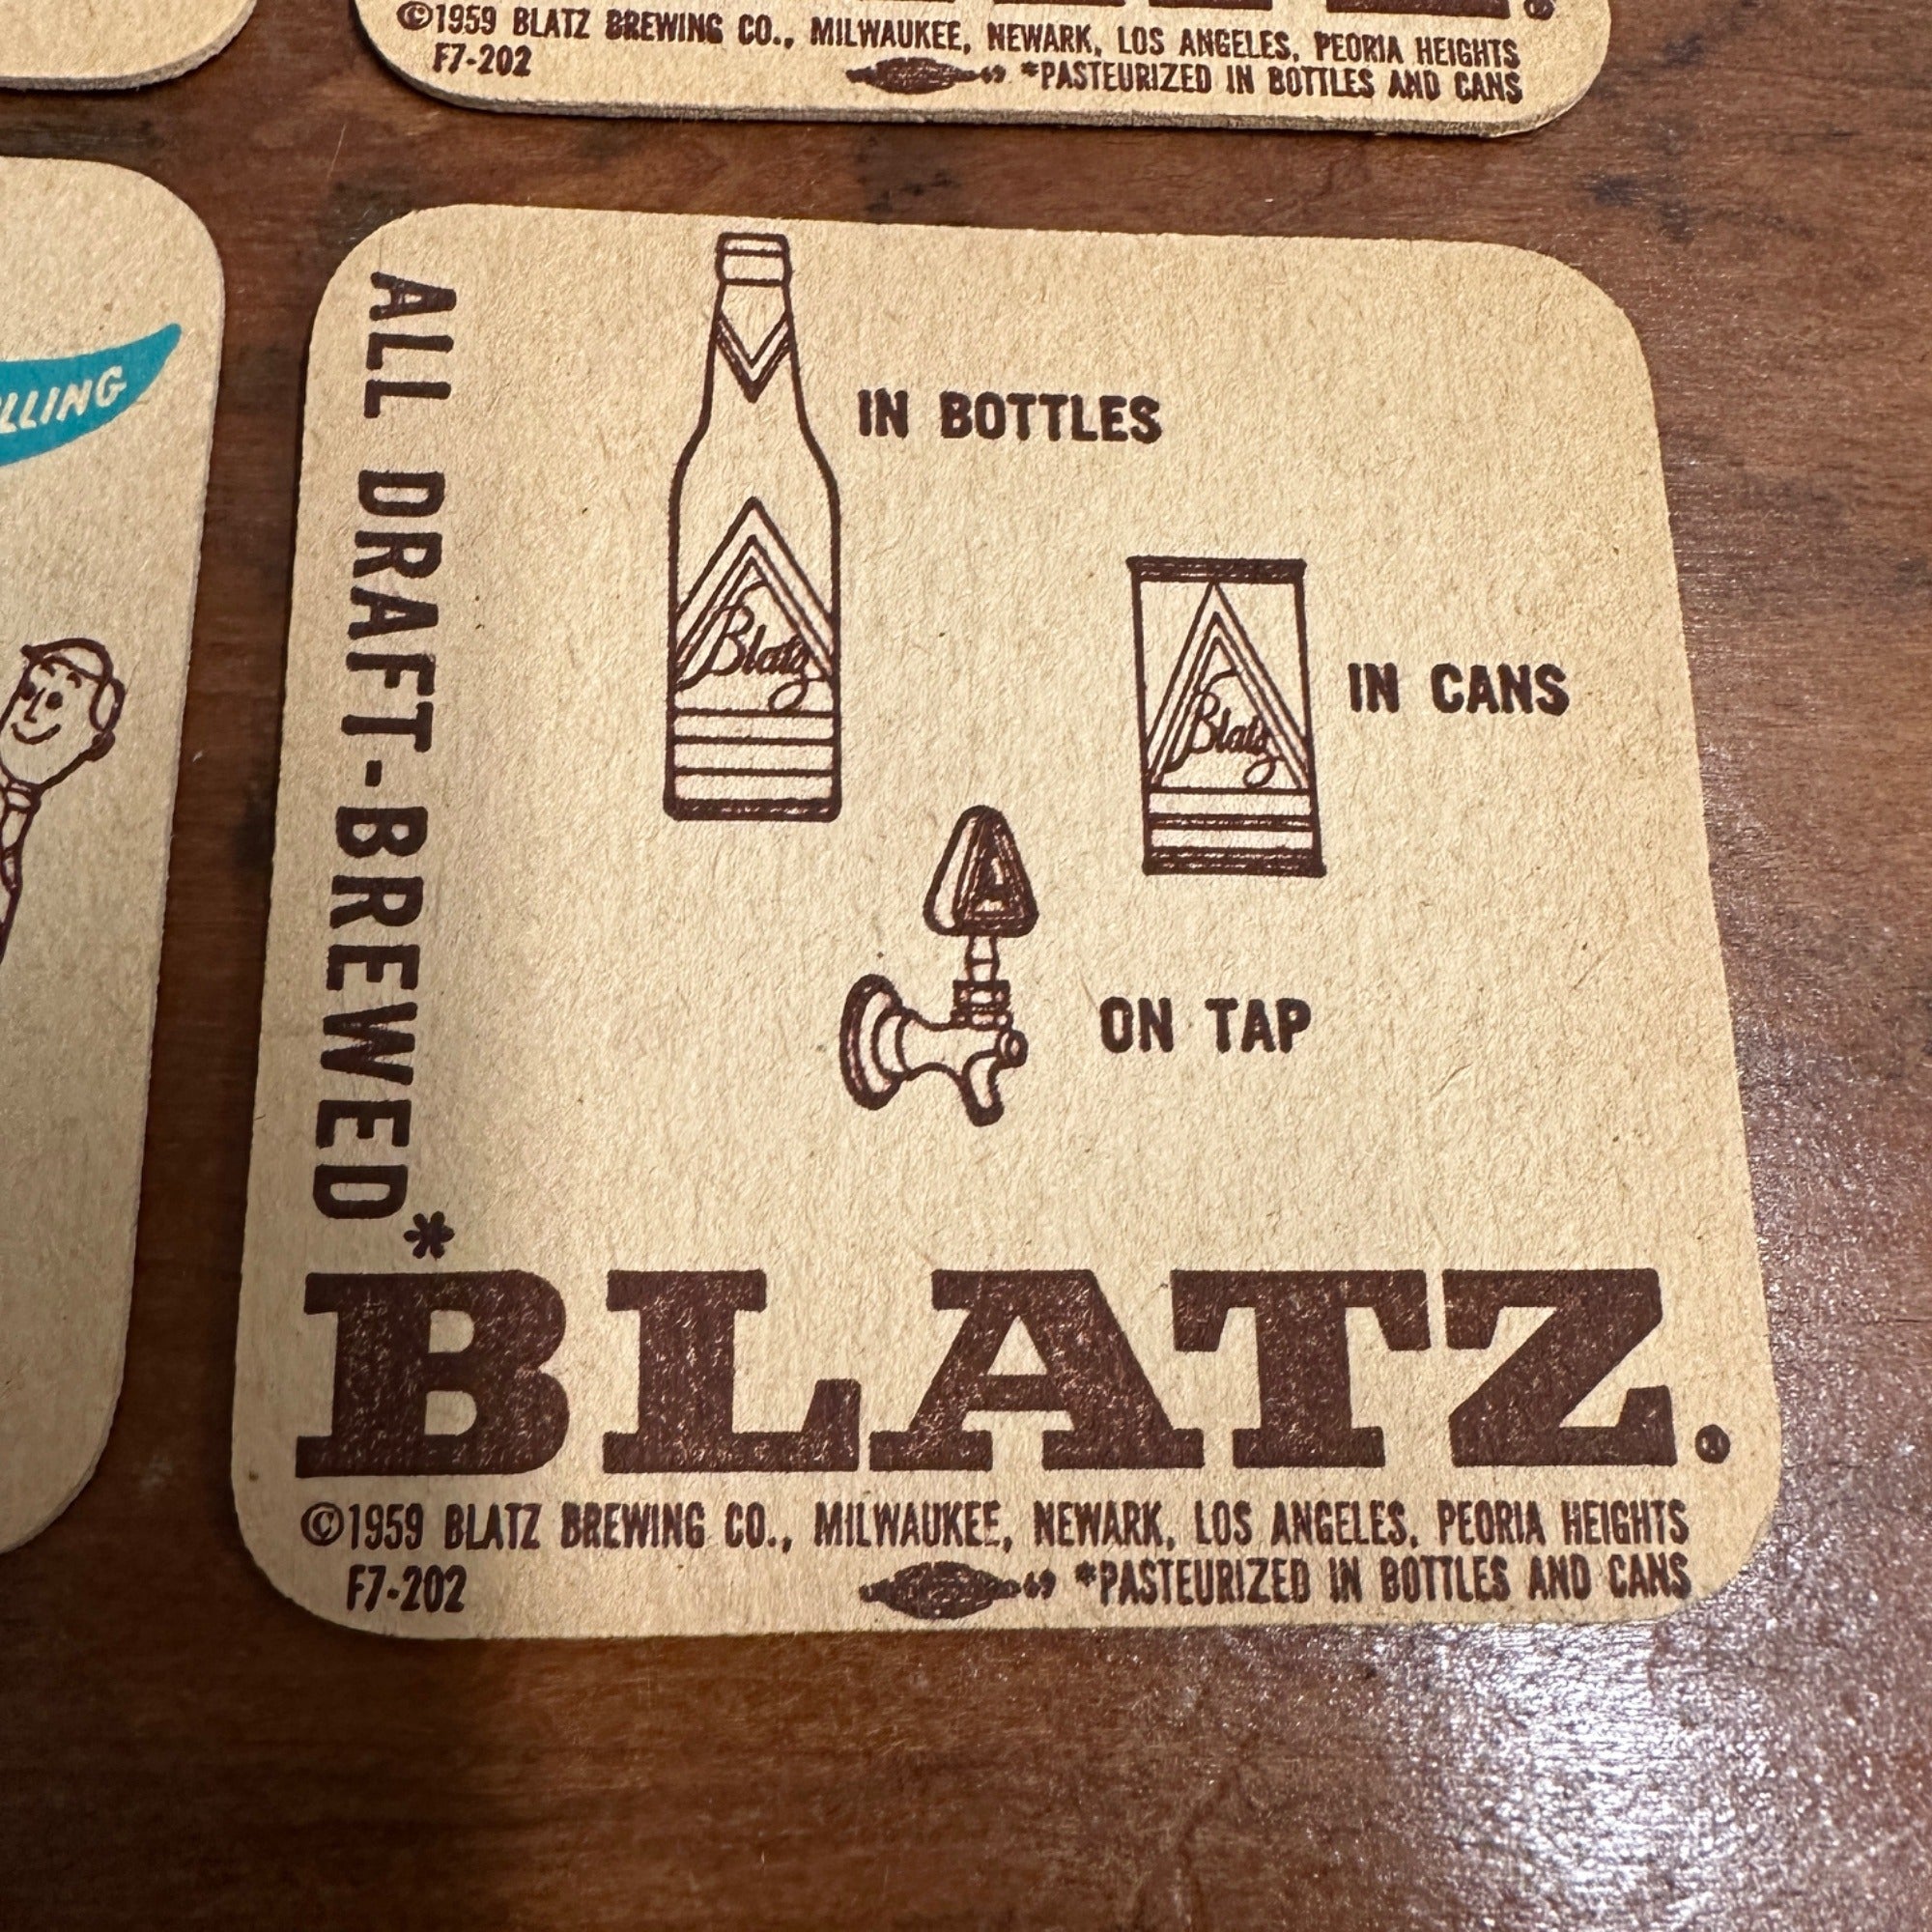 ©1959 BLATZ BREWING CO., MILWAUKEE, NEWARK, LOS ANGELES, PEORIA HEIGHTS
F7-202
*PASTEURIZED IN BOTTLES AND CANS
LLING
ALL DRAFT-BREWED*
IN BOTTLES
Blatz
IN CANS
Blatz
ON TAP
BLATZ.®
©1959 BLATZ BREWING CO., MILWAUKEE, NEWARK, LOS ANGELES, PEORIA HEIGHTS
F7-202
69 *PASTEURIZED IN BOTTLES AND CANS